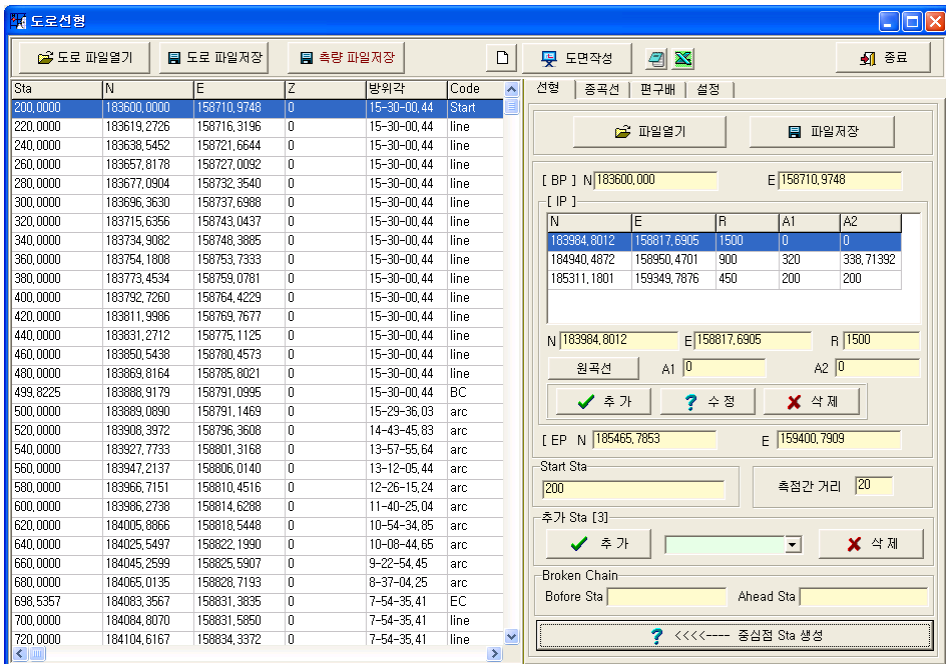 도로선형
도로 파일열기 도로 파일저장 측량 파일저장 도면작성 종료
Sta N E Z 방위각 Code
200,0000 183600,0000 158710,9748 0 15-30-00,44 Start
220,0000 183619,2726 158716,3196 0 15-30-00,44 line
240,0000 183638,5452 158721,6644 0 15-30-00,44 line
260,0000 183657,8178 158727,0092 0 15-30-00,44 line
280,0000 183677,0904 158732,3540 0 15-30-00,44 line
300,0000 183696,3630 158737,6988 0 15-30-00,44 line
320,0000 183715,6356 158743,0437 0 15-30-00,44 line
340,0000 183734,9082 158748,3885 0 15-30-00,44 line
360,0000 183754,1808 158753,7333 0 15-30-00,44 line
380,0000 183773,4534 158759,0781 0 15-30-00,44 line
400,0000 183792,7260 158764,4229 0 15-30-00,44 line
420,0000 183811,9986 158769,7677 0 15-30-00,44 line
440,0000 183831,2712 158775,1125 0 15-30-00,44 line
460,0000 183850,5438 158780,4573 0 15-30-00,44 line
480,0000 183869,8164 158785,8021 0 15-30-00,44 line
499,8225 183888,9179 158791,0995 0 15-30-00,44 BC
500,0000 183889,0890 158791,1469 0 15-29-36,03 arc
520,0000 183908,3972 158796,3608 0 14-43-45,83 arc
540,0000 183927,7733 158801,3168 0 13-57-55,64 arc
560,0000 183947,2137 158806,0140 0 13-12-05,44 arc
580,0000 183966,7151 158810,4516 0 12-26-15,24 arc
600,0000 183986,2738 158814,6288 0 11-40-25,04 arc
620,0000 184005,8866 158818,5448 0 10-54-34,85 arc
640,0000 184025,5497 158822,1990 0 10-08-44,65 arc
660,0000 184045,2599 158825,5907 0 9-22-54,45 arc
680,0000 184065,0135 158828,7193 0 8-37-04,25 arc
698,5357 184083,3567 158831,3835 0 7-54-35,41 EC
700,0000 184084,8070 158831,5850 0 7-54-35,41 line
720,0000 184104,6167 158834,3372 0 7-54-35,41 line
선형 종곡선 편구배 설정
파일열기 파일저장
[ BP ] N 183600,000 E 158710,9748
[ IP ]
N E R A1 A2
183984,8012 158817,6905 1500 0 0
184940,4872 158950,4701 900 320 338,71392
185311,1801 159349,7876 450 200 200
N 183984,8012 E 158817,6905 R 1500
원곡선 A1 0 A2 0
추 가 수 정 삭 제
[ EP N 185465,7853 E 159400,7909
Start Sta
200 측점간 거리 20
추가 Sta [3]
추 가 삭 제
Broken Chain
Bofore Sta Ahead Sta
<<<<---- 중심점 Sta 생성